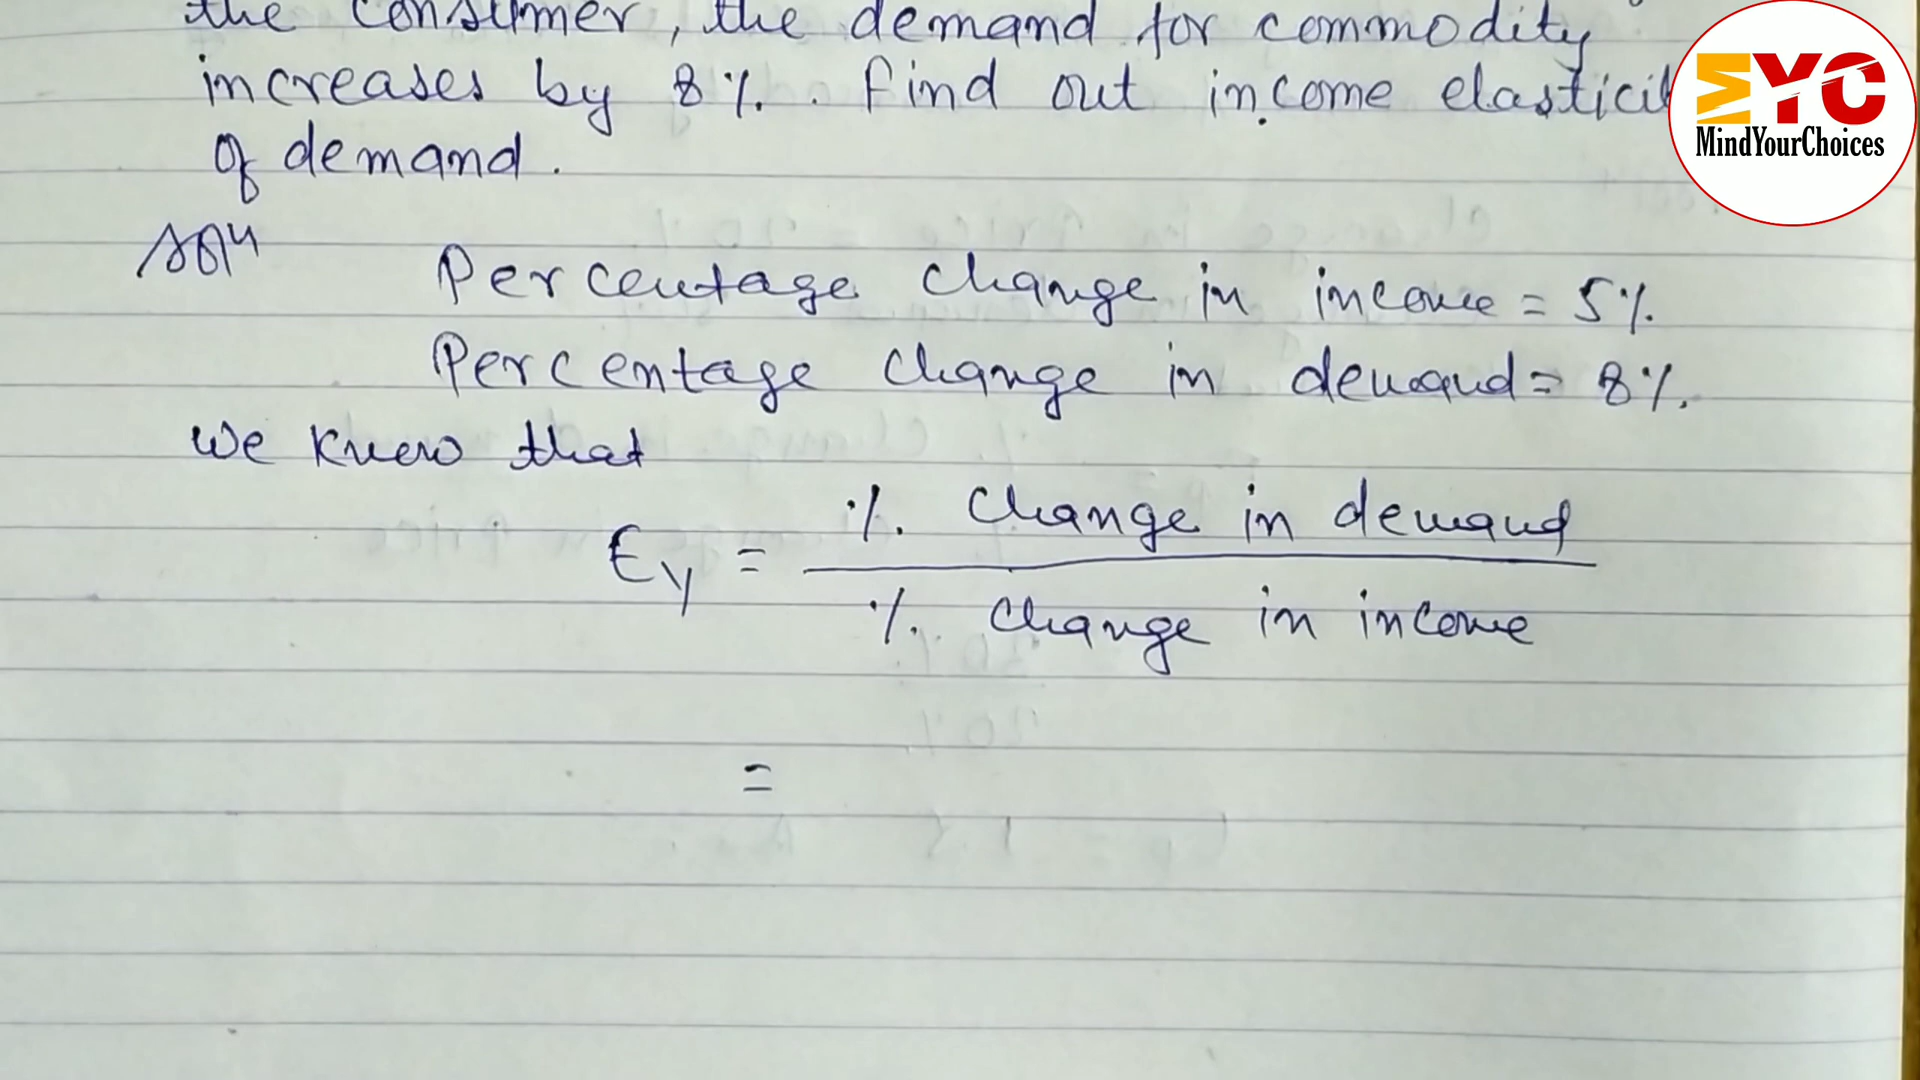 the consumer, the demand for commodity
increases by 8%. find out income elasticit
of demand.
Solⁿ
Percentage change in income = 5%.
Percentage change in demand = 8%.
we know that
Ey = % change in demand
% change in income
=
MYC
MindYourChoices